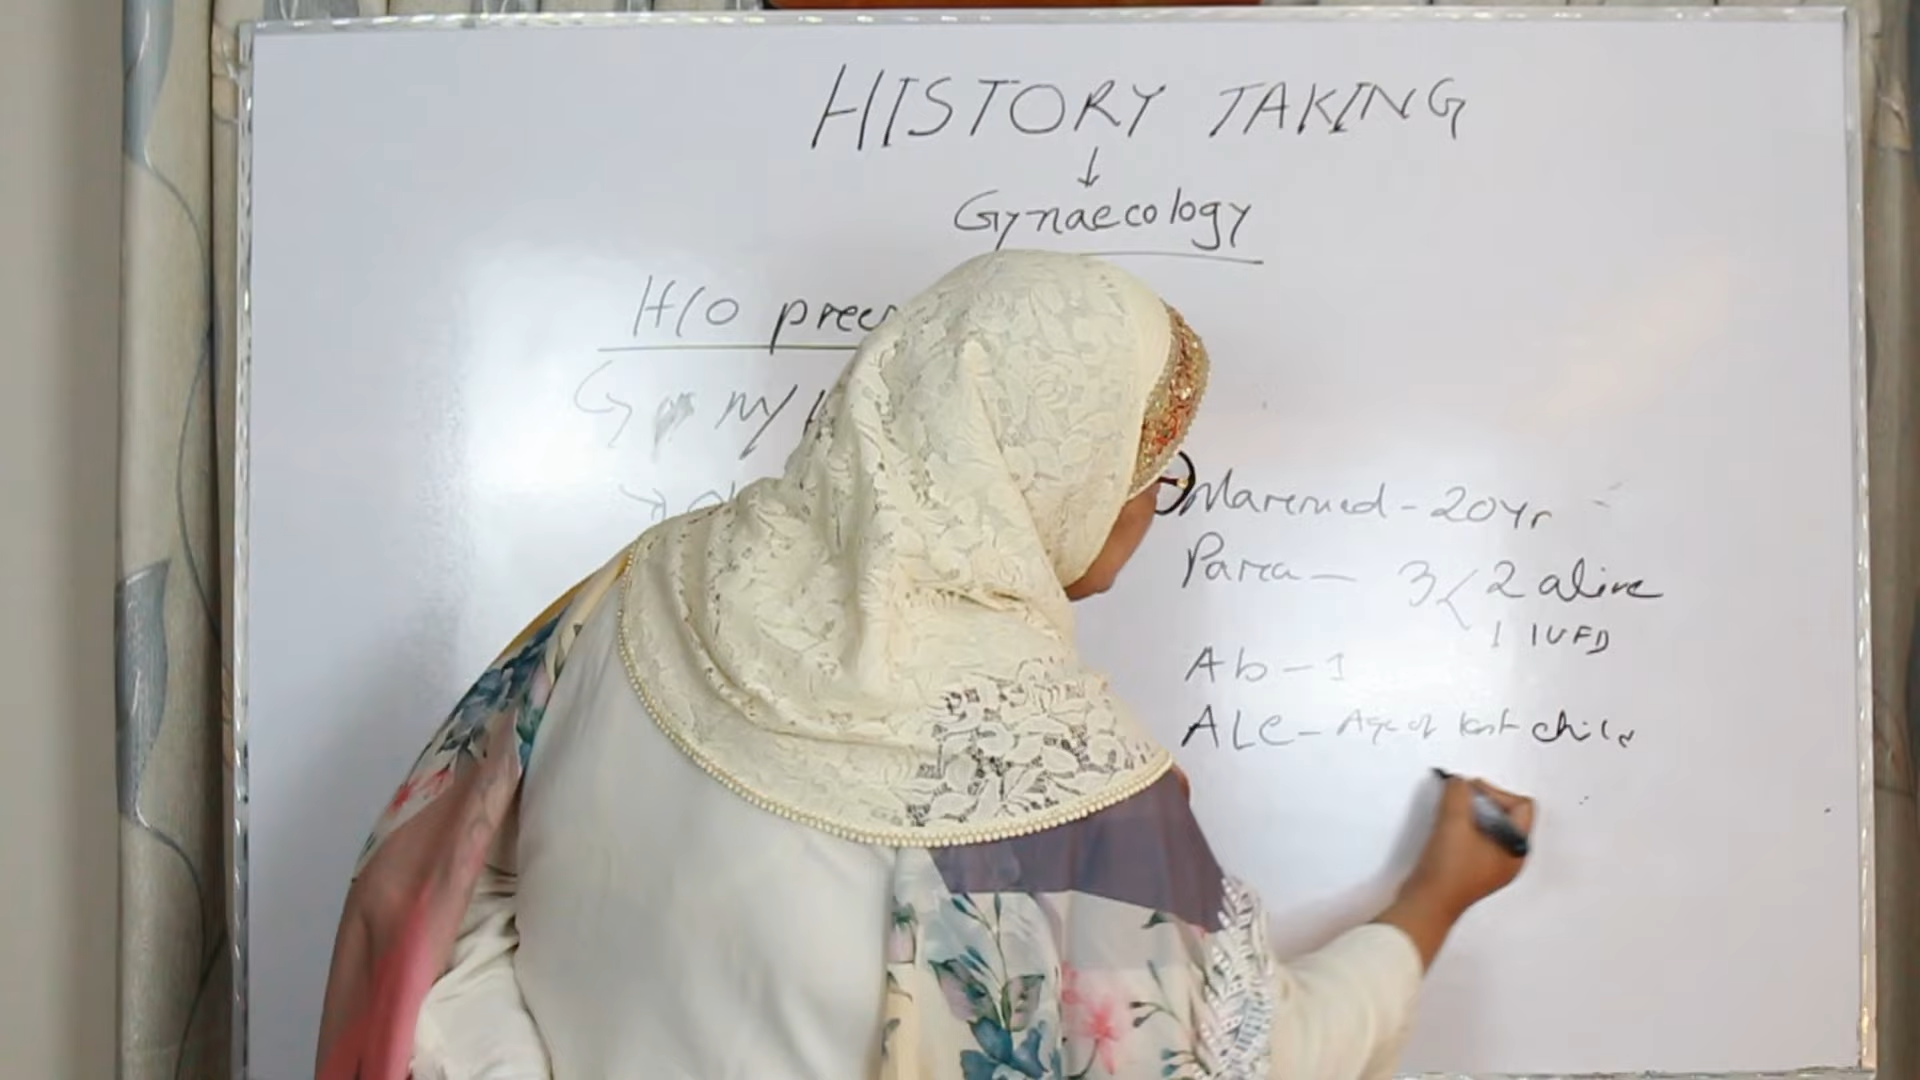 HISTORY TAKING
↓
Gynaecology
H/O
Married - 20yr
Para - 3 < 2 alive
1 IUFD
Ab - 1
ALC - Age of last child